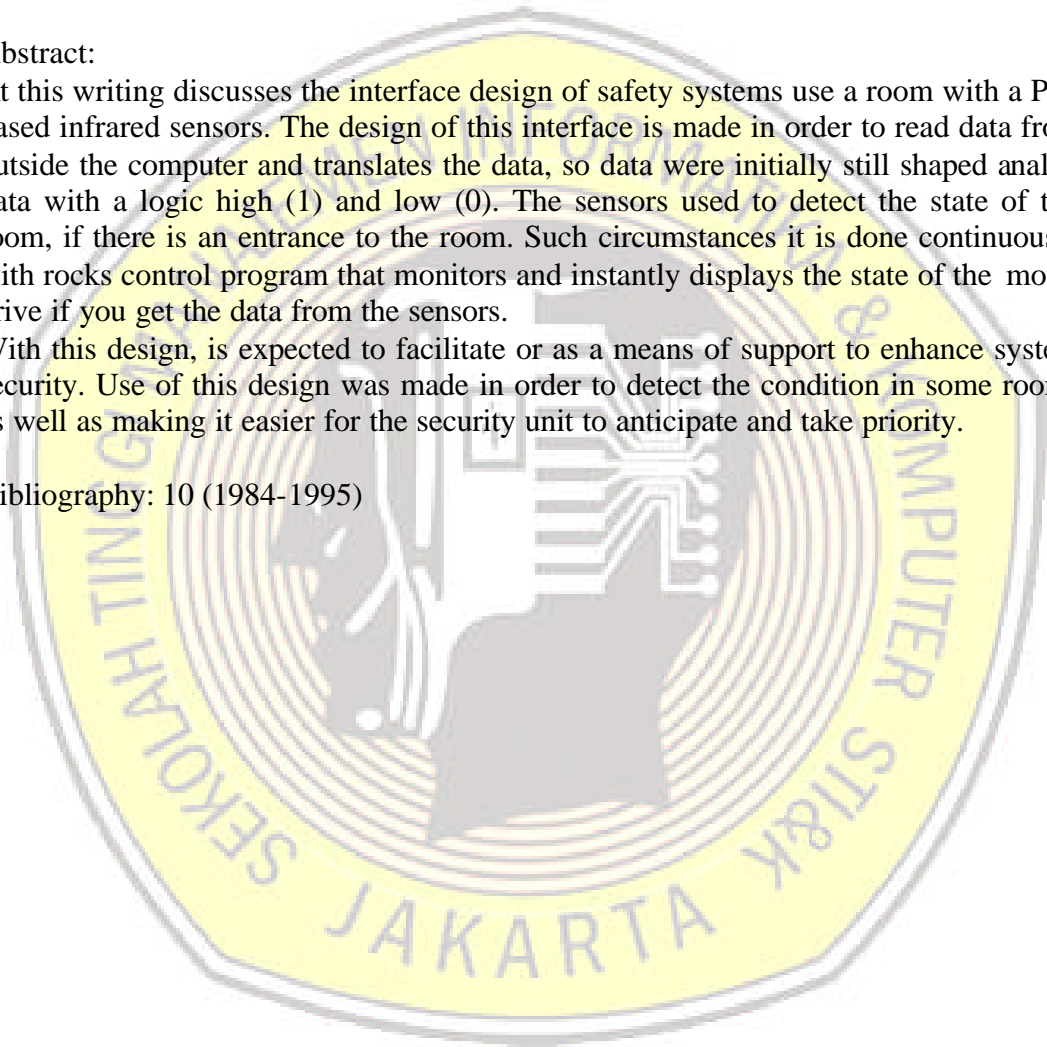 bstract:
t this writing discusses the interface design of safety systems use a room with a P
ased infrared sensors. The design of this interface is made in order to read data fro
utside the computer and translates the data, so data were initially still shaped anal
ata with a logic high (1) and low (0). The sensors used to detect the state of t
oom, if there is an entrance to the room. Such circumstances it is done continuous
ith rocks control program that monitors and instantly displays the state of the mo
rive if you get the data from the sensors.
With this design, is expected to facilitate or as a means of support to enhance syste
ecurity. Use of this design was made in order to detect the condition in some room
s well as making it easier for the security unit to anticipate and take priority.
ibliography: 10 (1984-1995)
SEKOLAH TINGGI MANAJEMEN INFORMATIKA & KOMPUTER STI&K
JAKARTA